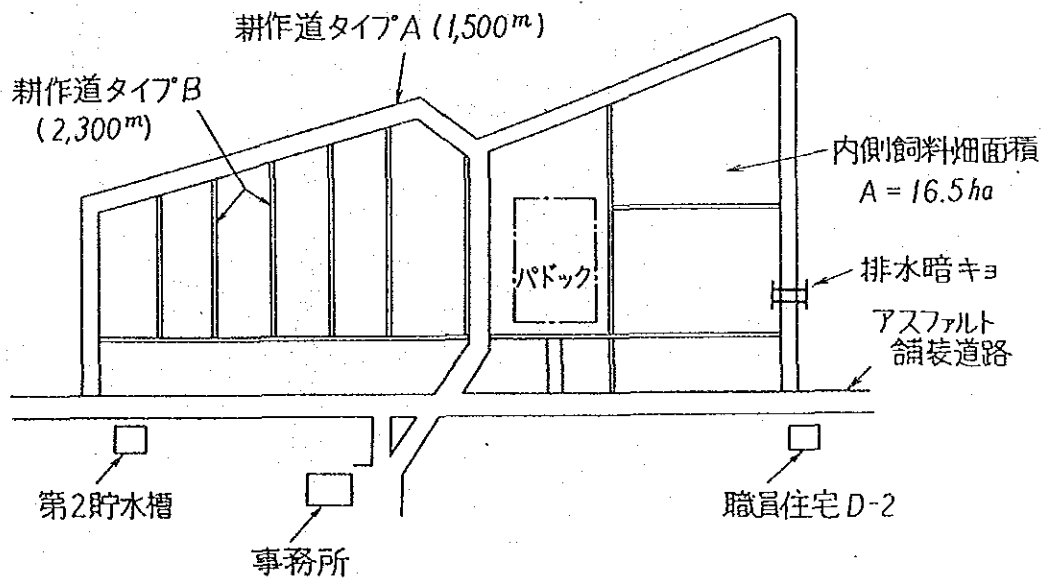 耕作道タイプA (1,500m)
耕作道タイプB
(2,300m)
内側飼料畑面積
A = 16.5ha
パドック
排水暗キョ
アスファルト
舗装道路
第2貯水槽
事務所
職員住宅D-2